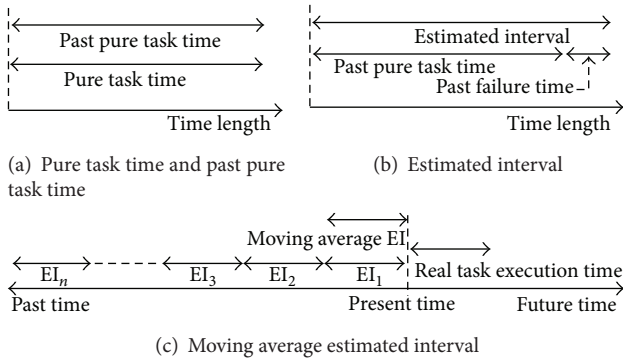 Past pure task time
Pure task time
Time length
(a) Pure task time and past pure
task time
Estimated interval
Past pure task time
Past failure time
Time length
(b) Estimated interval
Moving average EI
EIn
EI3
EI2
EI1
Real task execution time
Past time
Present time
Future time
(c) Moving average estimated interval